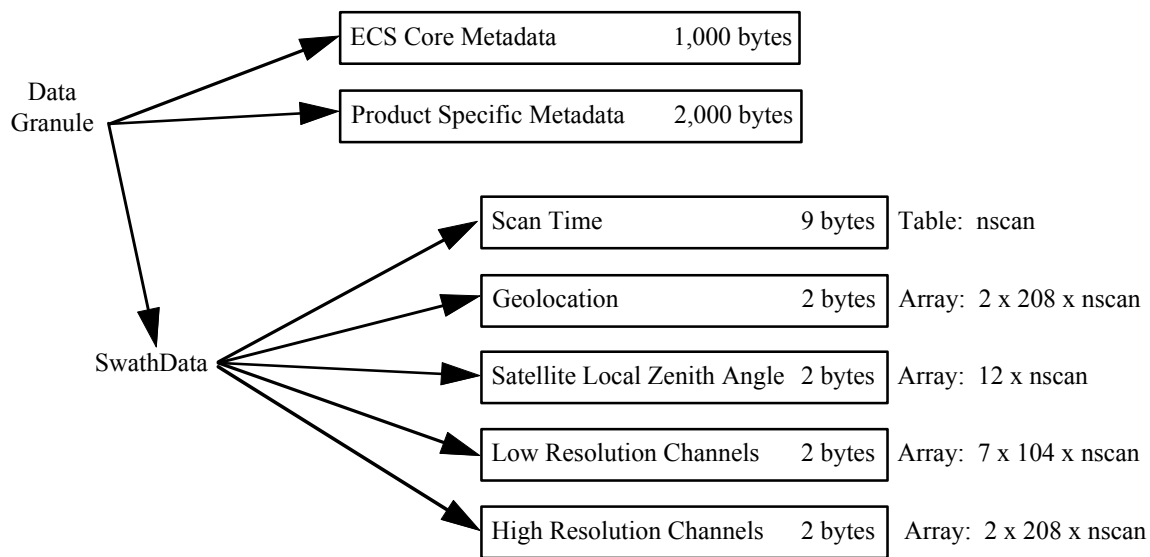 ECS Core Metadata 1,000 bytes
Data
Granule
Product Specific Metadata 2,000 bytes
Scan Time 9 bytes Table: nscan
Geolocation 2 bytes Array: 2 x 208 x nscan
SwathData
Satellite Local Zenith Angle 2 bytes Array: 12 x nscan
Low Resolution Channels 2 bytes Array: 7 x 104 x nscan
High Resolution Channels 2 bytes Array: 2 x 208 x nscan